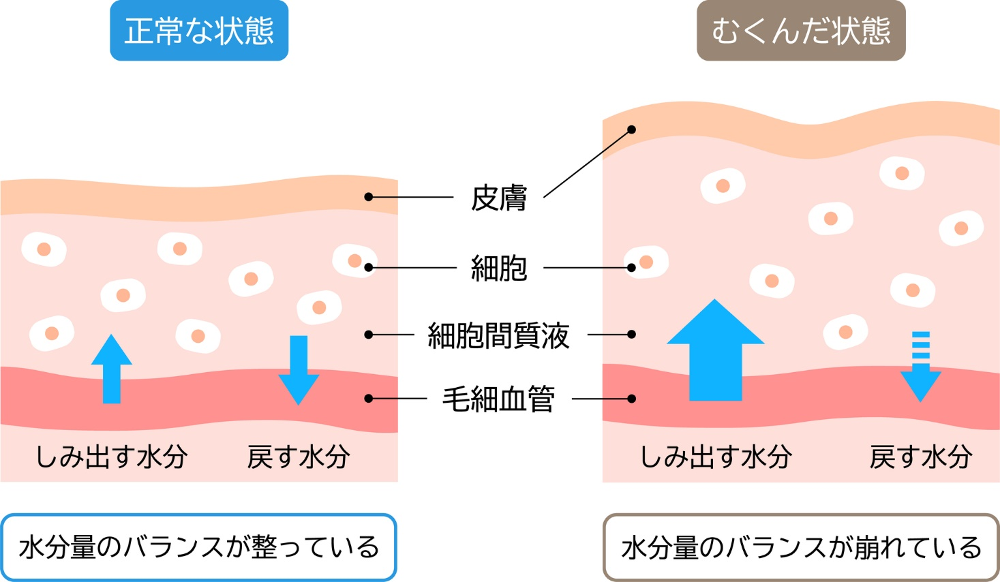 正常な状態
むくんだ状態
皮膚
細胞
細胞間質液
毛細血管
しみ出す水分
戻す水分
しみ出す水分
戻す水分
水分量のバランスが整っている
水分量のバランスが崩れている